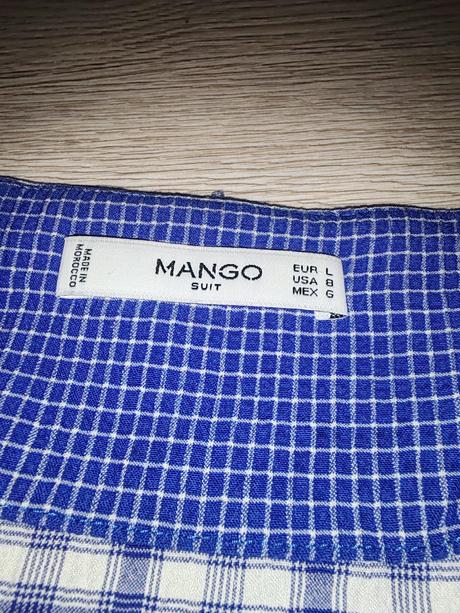 MADE IN
MOROCCO
MANGO
SUIT
EUR L
USA 8
MEX G